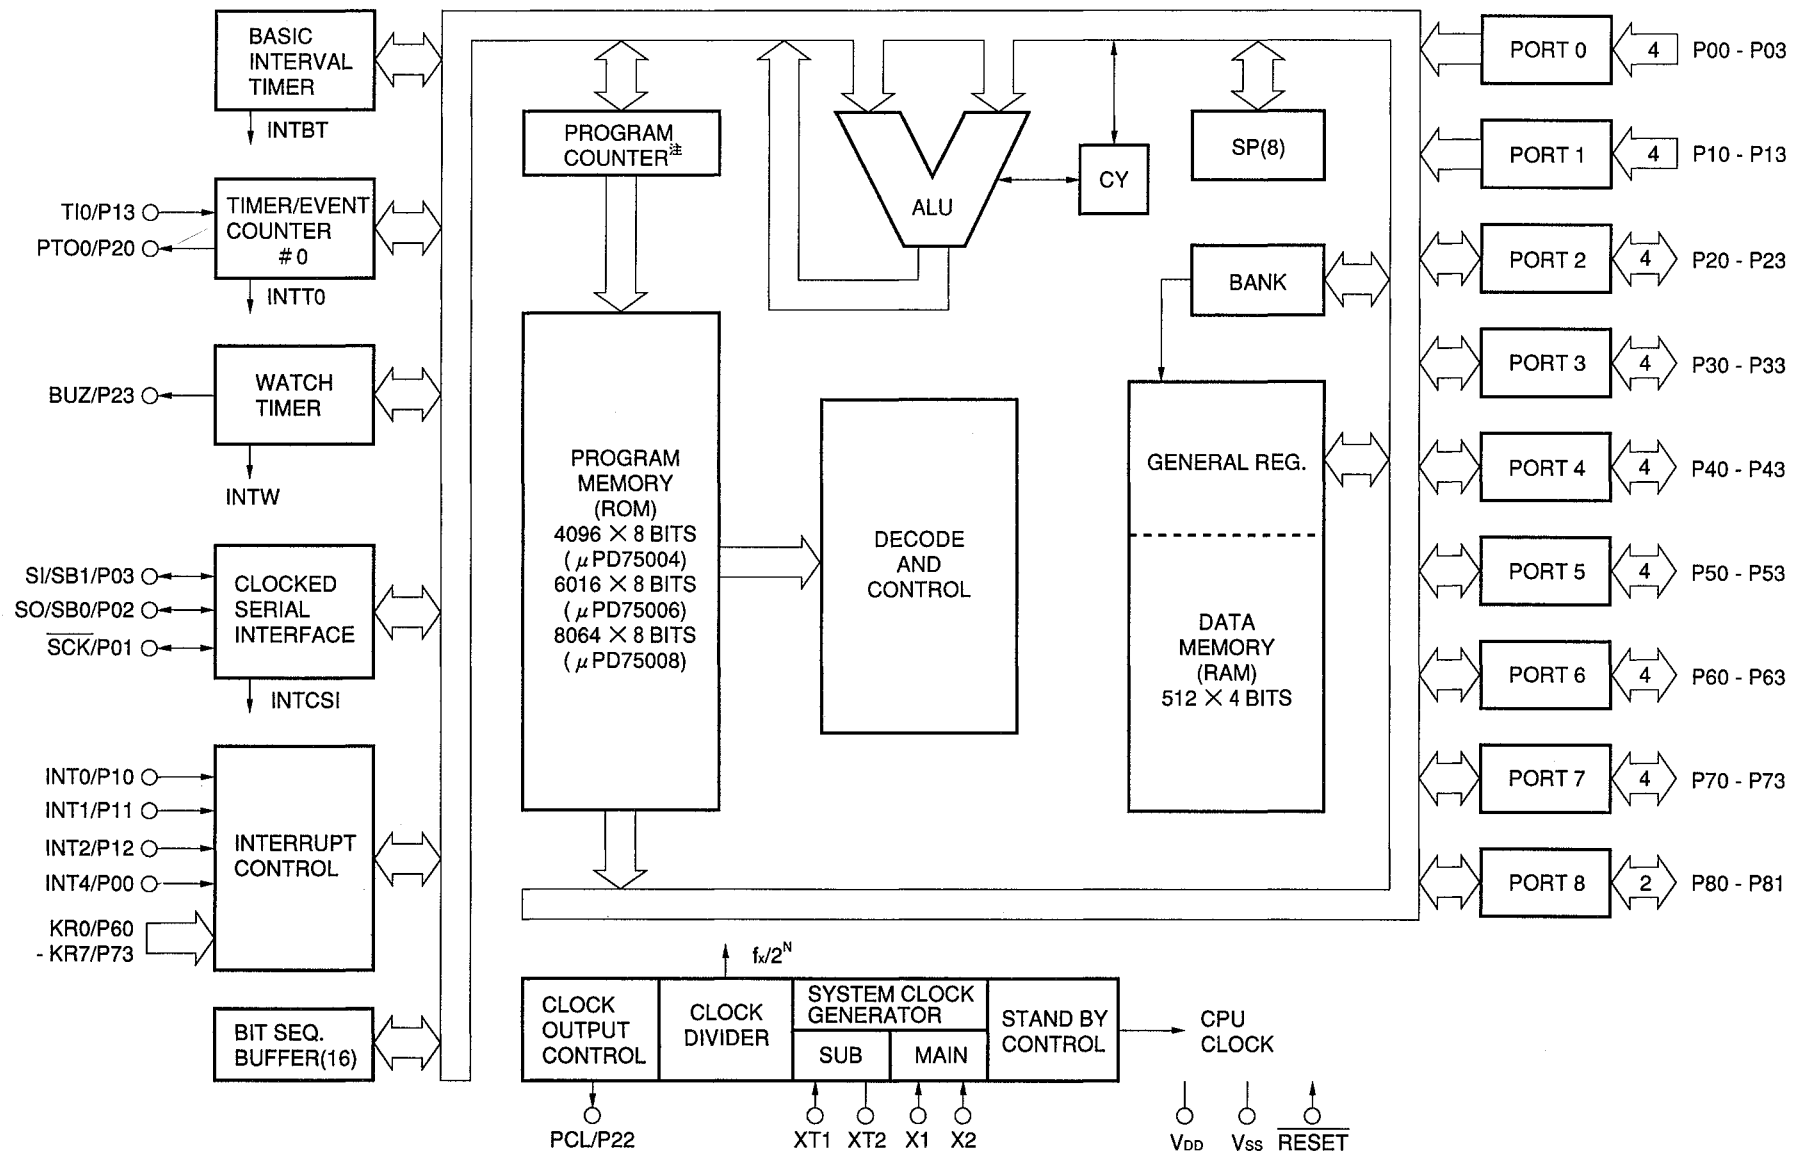 BASIC
INTERVAL
TIMER
INTBT
TI0/P13
PTO0/P20
TIMER/EVENT
COUNTER
#0
INTT0
BUZ/P23
WATCH
TIMER
INTW
SI/SB1/P03
SO/SB0/P02
SCK/P01
CLOCKED
SERIAL
INTERFACE
INTCSI
INT0/P10
INT1/P11
INT2/P12
INT4/P00
KR0/P60
- KR7/P73
INTERRUPT
CONTROL
BIT SEQ.
BUFFER(16)
PROGRAM
COUNTER注
ALU
CY
SP(8)
BANK
PROGRAM
MEMORY
(ROM)
4096 × 8 BITS
(μPD75004)
6016 × 8 BITS
(μPD75006)
8064 × 8 BITS
(μPD75008)
DECODE
AND
CONTROL
GENERAL REG.
DATA
MEMORY
(RAM)
512 × 4 BITS
fx/2N
CLOCK
OUTPUT
CONTROL
CLOCK
DIVIDER
SYSTEM CLOCK
GENERATOR
SUB
MAIN
STAND BY
CONTROL
CPU
CLOCK
PCL/P22
XT1
XT2
X1
X2
VDD
VSS
RESET
PORT 0
4
P00 - P03
PORT 1
4
P10 - P13
PORT 2
4
P20 - P23
PORT 3
4
P30 - P33
PORT 4
4
P40 - P43
PORT 5
4
P50 - P53
PORT 6
4
P60 - P63
PORT 7
4
P70 - P73
PORT 8
2
P80 - P81